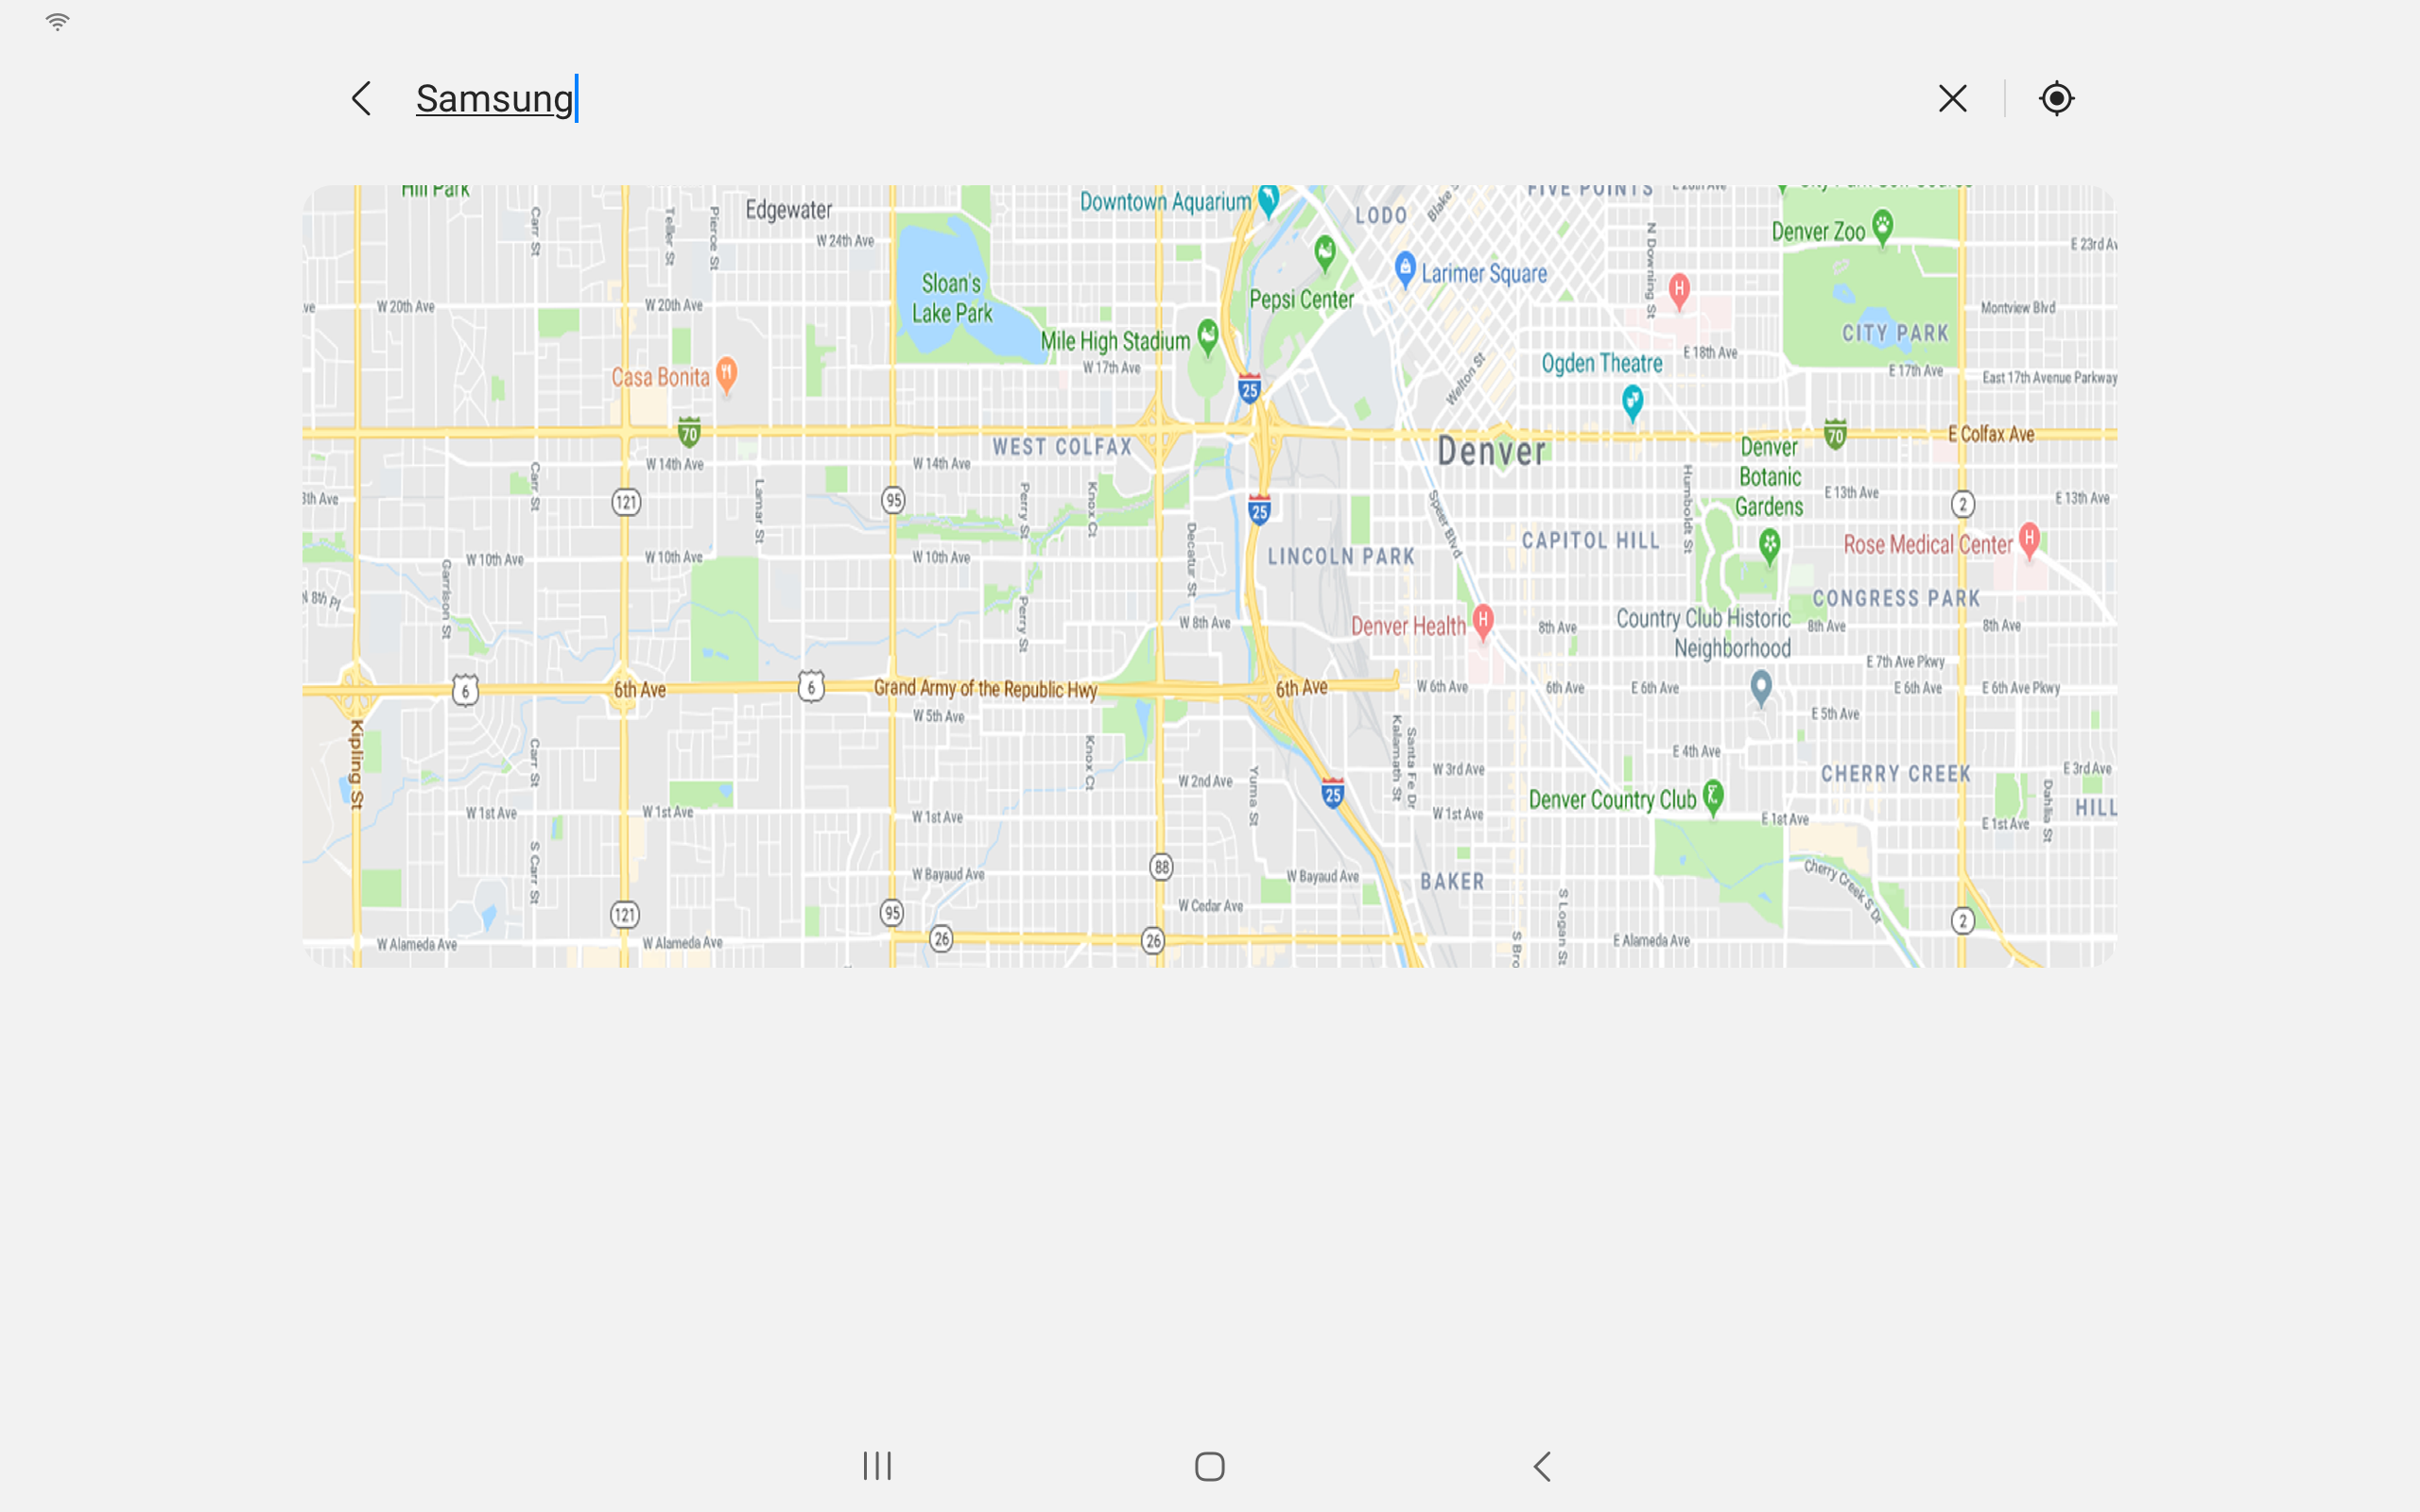 Samsung
Edgewater
Downtown Aquarium
LODO
Denver Zoo
Carr St
Teller St
Pierce St
W 24th Ave
N Downing St
Sloan's
Lake Park
Larimer Square
Pepsi Center
W 20th Ave
W 20th Ave
Montview Blvd
CITY PARK
Mile High Stadium
W 17th Ave
Ogden Theatre
E 18th Ave
E 17th Ave
East 17th Avenue Parkway
Casa Bonita
Welton St
25
70
WEST COLFAX
Denver
70
E Colfax Ave
W 14th Ave
W 14th Ave
Denver
Botanic
Gardens
Carr St
121
Lamar St
95
Perry St
Knox Ct
25
Speer Blvd
Humboldt St
E 13th Ave
2
E 13th Ave
Decatur St
CAPITOL HILL
Rose Medical Center
W 10th Ave
W 10th Ave
W 10th Ave
LINCOLN PARK
Garrison St
N 8th Pl
Perry St
CONGRESS PARK
W 8th Ave
Denver Health
8th Ave
Country Club Historic
Neighborhood
8th Ave
8th Ave
E 7th Ave Pkwy
6
6th Ave
6
Grand Army of the Republic Hwy
6th Ave
W 6th Ave
6th Ave
E 6th Ave
E 6th Ave
E 6th Ave Pkwy
W 5th Ave
E 5th Ave
Kipling St
Carr St
Knox Ct
Kalamath St
Santa Fe Dr
E 4th Ave
W 2nd Ave
Yuma St
W 3rd Ave
CHERRY CREEK
E 3rd Ave
25
Denver Country Club
Dahlia St
HILL
W 1st Ave
W 1st Ave
W 1st Ave
W 1st Ave
E 1st Ave
E 1st Ave
S Carr St
W Bayaud Ave
88
W Bayaud Ave
BAKER
Cherry Creek S Dr
S Logan St
W Cedar Ave
121
95
2
W Alameda Ave
W Alameda Ave
26
26
S Bro
E Alameda Ave